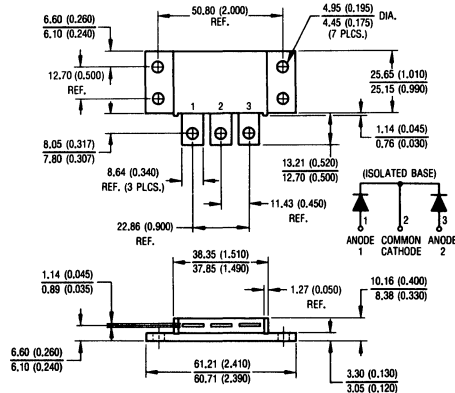 50.80 (2.000)
REF.
4.95 (0.195)
4.45 (0.175)
DIA.
(7 PLCS.)
6.60 (0.260)
6.10 (0.240)
12.70 (0.500)
REF.
25.65 (1.010)
25.15 (0.990)
1 2 3
8.05 (0.317)
7.80 (0.307)
1.14 (0.045)
0.76 (0.030)
13.21 (0.520)
12.70 (0.500)
8.64 (0.340)
REF. (3 PLCS.)
(ISOLATED BASE)
11.43 (0.450)
REF.
22.86 (0.900)
REF.
1 2 3
ANODE COMMON ANODE
1 CATHODE 2
38.35 (1.510)
37.85 (1.490)
1.14 (0.045)
0.89 (0.035)
1.27 (0.050)
REF.
10.16 (0.400)
8.38 (0.330)
6.60 (0.260)
6.10 (0.240)
61.21 (2.410)
60.71 (2.390)
3.30 (0.130)
3.05 (0.120)